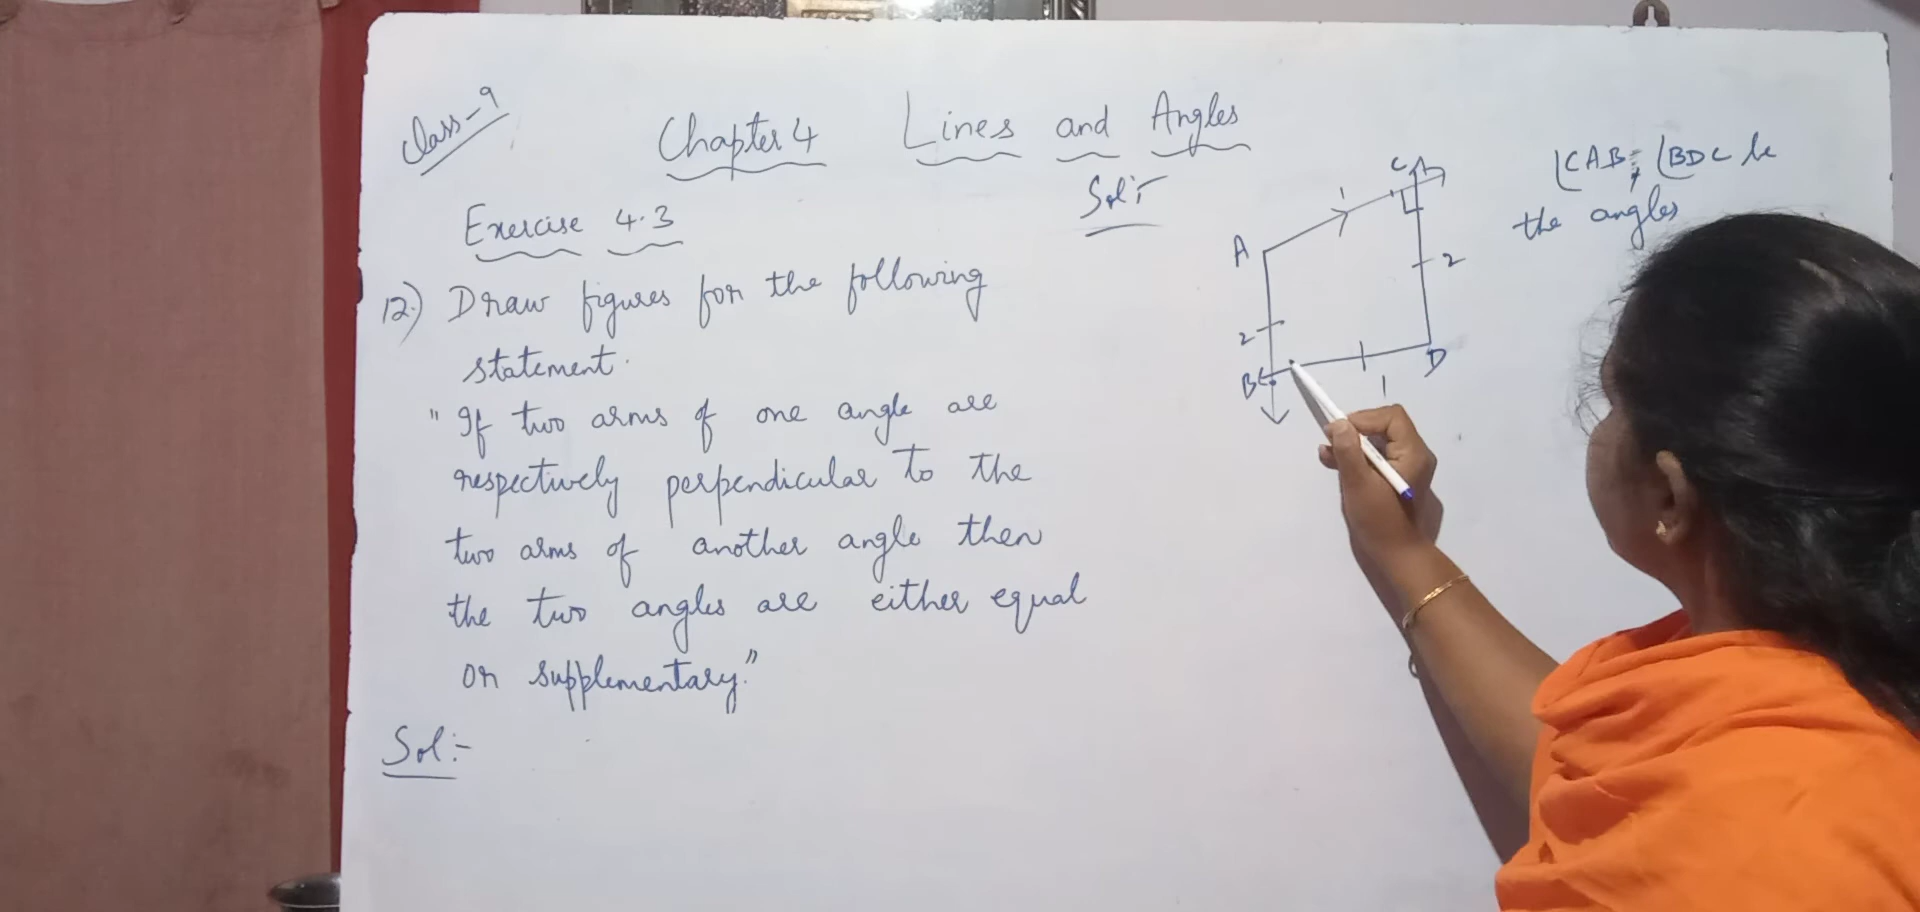 Class-9
Chapter 4 Lines and Angles
Exercise 4.3
12.) Draw figures for the following
statement.
"If two arms of one angle are
respectively perpendicular to the
two arms of another angle then
the two angles are either equal
or supplementary."
Sol:-
Sol:-
C
1
A
2
2
B
D
1
∠CAB, ∠BDC be
the angles